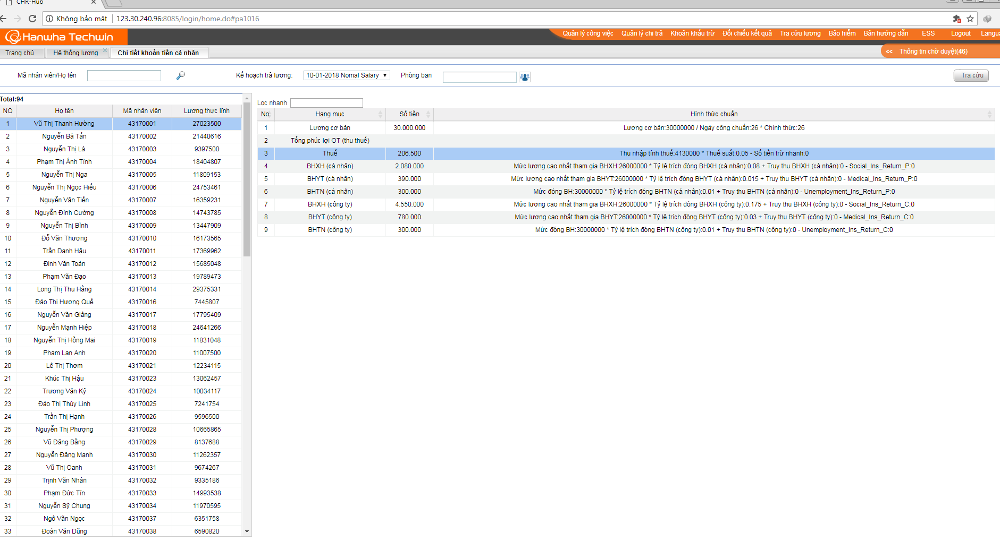 CHR-Hub
Không bảo mật 123.30.240.96:8085/login/home.do#pa1016
Hanwha Techwin
Quản lý công việc Quản lý chi trả Khoản khấu trừ Đối chiếu kết quả Tra cứu lương Bảo hiểm Bản hướng dẫn ESS Logout Langua
Trang chủ Hệ thống lương Chi tiết khoản tiền cá nhân
<< Thông tin chờ duyệt(46)
Mã nhân viên/Họ tên Kế hoạch trả lương: 10-01-2018 Nomal Salary Phòng ban Tra cứu
Total:94
NO Họ tên Mã nhân viên Lương thực lĩnh
1 Vũ Thị Thanh Hường 43170001 27023500
2 Nguyễn Bá Tấn 43170002 21440616
3 Nguyễn Thị Là 43170003 9397500
4 Phạm Thị Ánh Tình 43170004 18404807
5 Nguyễn Thị Nga 43170005 11809153
6 Nguyễn Thị Ngọc Hiếu 43170006 24753461
7 Nguyễn Văn Tiến 43170007 16359231
8 Nguyễn Đình Cường 43170008 14743785
9 Nguyễn Thị Bình 43170009 13447909
10 Đỗ Văn Thương 43170010 16173565
11 Trần Danh Hậu 43170011 17369962
12 Đinh Văn Toàn 43170012 15685048
13 Phạm Văn Đạo 43170013 19789473
14 Long Thị Thu Hằng 43170014 29375331
15 Đào Thị Hương Quế 43170016 7445807
16 Nguyễn Văn Giảng 43170017 17795409
17 Nguyễn Mạnh Hiệp 43170018 24641266
18 Nguyễn Thị Hồng Mai 43170019 11831048
19 Phạm Lan Anh 43170020 11007500
20 Lê Thị Thơm 43170021 12234115
21 Khúc Thị Hậu 43170023 13062457
22 Trương Văn Kỷ 43170024 10034117
23 Đào Thị Thùy Linh 43170025 7241754
24 Trần Thị Hạnh 43170026 9596500
25 Nguyễn Thị Phượng 43170028 10665865
26 Vũ Đăng Bằng 43170029 8137688
27 Nguyễn Đăng Mạnh 43170030 11262357
28 Vũ Thị Oanh 43170031 9674267
29 Trịnh Văn Nhân 43170032 9335186
30 Phạm Đức Tín 43170033 14993538
31 Nguyễn Sỹ Chung 43170034 11970595
32 Ngô Văn Ngọc 43170037 6351758
33 Đoàn Văn Dũng 43170038 6590820
Lọc nhanh
No. Hạng mục Số tiền Hình thức chuẩn
1 Lương cơ bản 30.000.000 Lương cơ bản:30000000 / Ngày công chuẩn:26 * Chính thức:26
2 Tổng phúc lợi OT (thu thuế)
3 Thuế 206.500 Thu nhập tính thuế:4130000 * Thuế suất:0.05 - Số tiền trừ nhanh:0
4 BHXH (cá nhân) 2.080.000 Mức lương cao nhất tham gia BHXH:26000000 * Tỷ lệ trích đóng BHXH (cá nhân):0.08 + Truy thu BHXH (cá nhân):0 - Social_Ins_Return_P:0
5 BHYT (cá nhân) 390.000 Mức lương cao nhất tham gia BHYT:26000000 * Tỷ lệ trích đóng BHYT (cá nhân):0.015 + Truy thu BHYT (cá nhân):0 - Medical_Ins_Return_P:0
6 BHTN (cá nhân) 300.000 Mức đóng BH:30000000 * Tỷ lệ trích đóng BHTN (cá nhân):0.01 + Truy thu BHTN (cá nhân):0 - Unemployment_Ins_Return_P:0
7 BHXH (công ty) 4.550.000 Mức lương cao nhất tham gia BHXH:26000000 * Tỷ lệ trích đóng BHXH (công ty):0.175 + Truy thu BHXH (công ty):0 - Social_Ins_Return_C:0
8 BHYT (công ty) 780.000 Mức lương cao nhất tham gia BHYT:26000000 * Tỷ lệ trích đóng BHYT (công ty):0.03 + Truy thu BHYT (công ty):0 - Medical_Ins_Return_C:0
9 BHTN (công ty) 300.000 Mức đóng BH:30000000 * Tỷ lệ trích đóng BHTN (công ty):0.01 + Truy thu BHTN (công ty):0 - Unemployment_Ins_Return_C:0